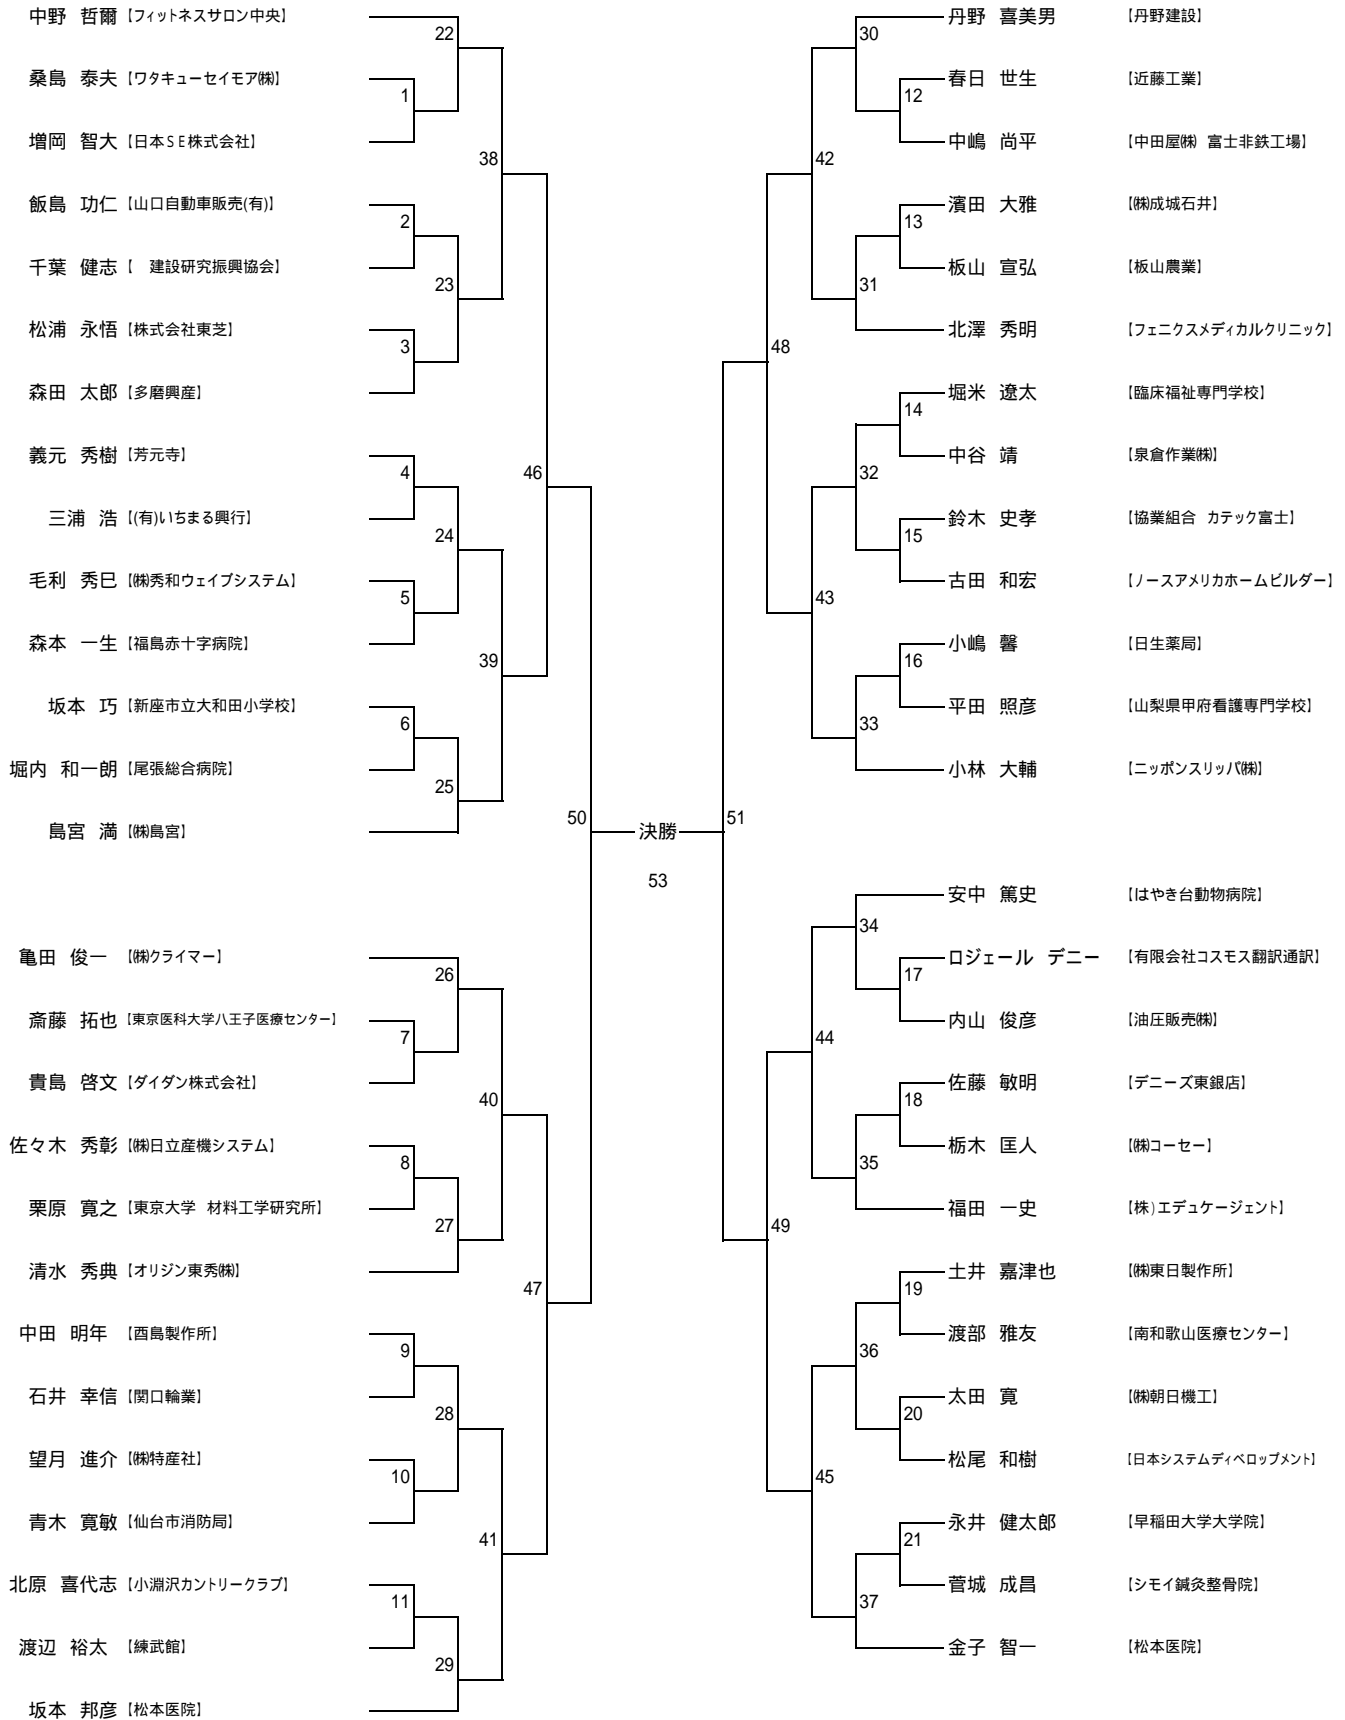 中野 哲爾 【フィットネスサロン中央】
22
桑島 泰夫 【ワタキューセイモア㈱】
1
増岡 智大 【日本SE株式会社】
38
飯島 功仁 【山口自動車販売(有)】
2
千葉 健志 【 建設研究振興協会】
23
松浦 永悟 【株式会社東芝】
3
森田 太郎 【多磨興産】
義元 秀樹 【芳元寺】
4
46
三浦 浩 【(有)いちまる興行】
24
毛利 秀巳 【㈱秀和ウェイブシステム】
5
森本 一生 【福島赤十字病院】
39
坂本 巧 【新座市立大和田小学校】
6
堀内 和一朗 【尾張総合病院】
25
島宮 満 【㈱島宮】
50
亀田 俊一 【㈱クライマー】
26
斎藤 拓也 【東京医科大学八王子医療センター】
7
貴島 啓文 【ダイダン株式会社】
40
佐々木 秀彰 【㈱日立産機システム】
8
栗原 寛之 【東京大学 材料工学研究所】
27
清水 秀典 【オリジン東秀㈱】
47
中田 明年 【酉島製作所】
9
石井 幸信 【関口輪業】
28
望月 進介 【㈱特産社】
10
青木 寛敏 【仙台市消防局】
41
北原 喜代志 【小淵沢カントリークラブ】
11
渡辺 裕太 【練武館】
29
坂本 邦彦 【松本医院】
決勝
53
丹野 喜美男 【丹野建設】
30
春日 世生 【近藤工業】
12
中嶋 尚平 【中田屋㈱ 富士非鉄工場】
42
濱田 大雅 【㈱成城石井】
13
板山 宣弘 【板山農業】
31
北澤 秀明 【フェニクスメディカルクリニック】
48
堀米 遼太 【臨床福祉専門学校】
14
中谷 靖 【泉倉作業㈱】
32
鈴木 史孝 【協業組合 カテック富士】
15
古田 和宏 【ノースアメリカホームビルダー】
43
小嶋 馨 【日生薬局】
16
平田 照彦 【山梨県甲府看護専門学校】
33
小林 大輔 【ニッポンスリッパ㈱】
51
安中 篤史 【はやき台動物病院】
34
ロジェール デニー 【有限会社コスモス翻訳通訳】
17
内山 俊彦 【油圧販売㈱】
44
佐藤 敏明 【デニーズ東銀店】
18
栃木 匡人 【㈱コーセー】
35
福田 一史 【株)エデュケージェント】
49
土井 嘉津也 【㈱東日製作所】
19
渡部 雅友 【南和歌山医療センター】
36
太田 寛 【㈱朝日機工】
20
松尾 和樹 【日本システムディベロップメント】
45
永井 健太郎 【早稲田大学大学院】
21
菅城 成昌 【シモイ鍼灸整骨院】
37
金子 智一 【松本医院】